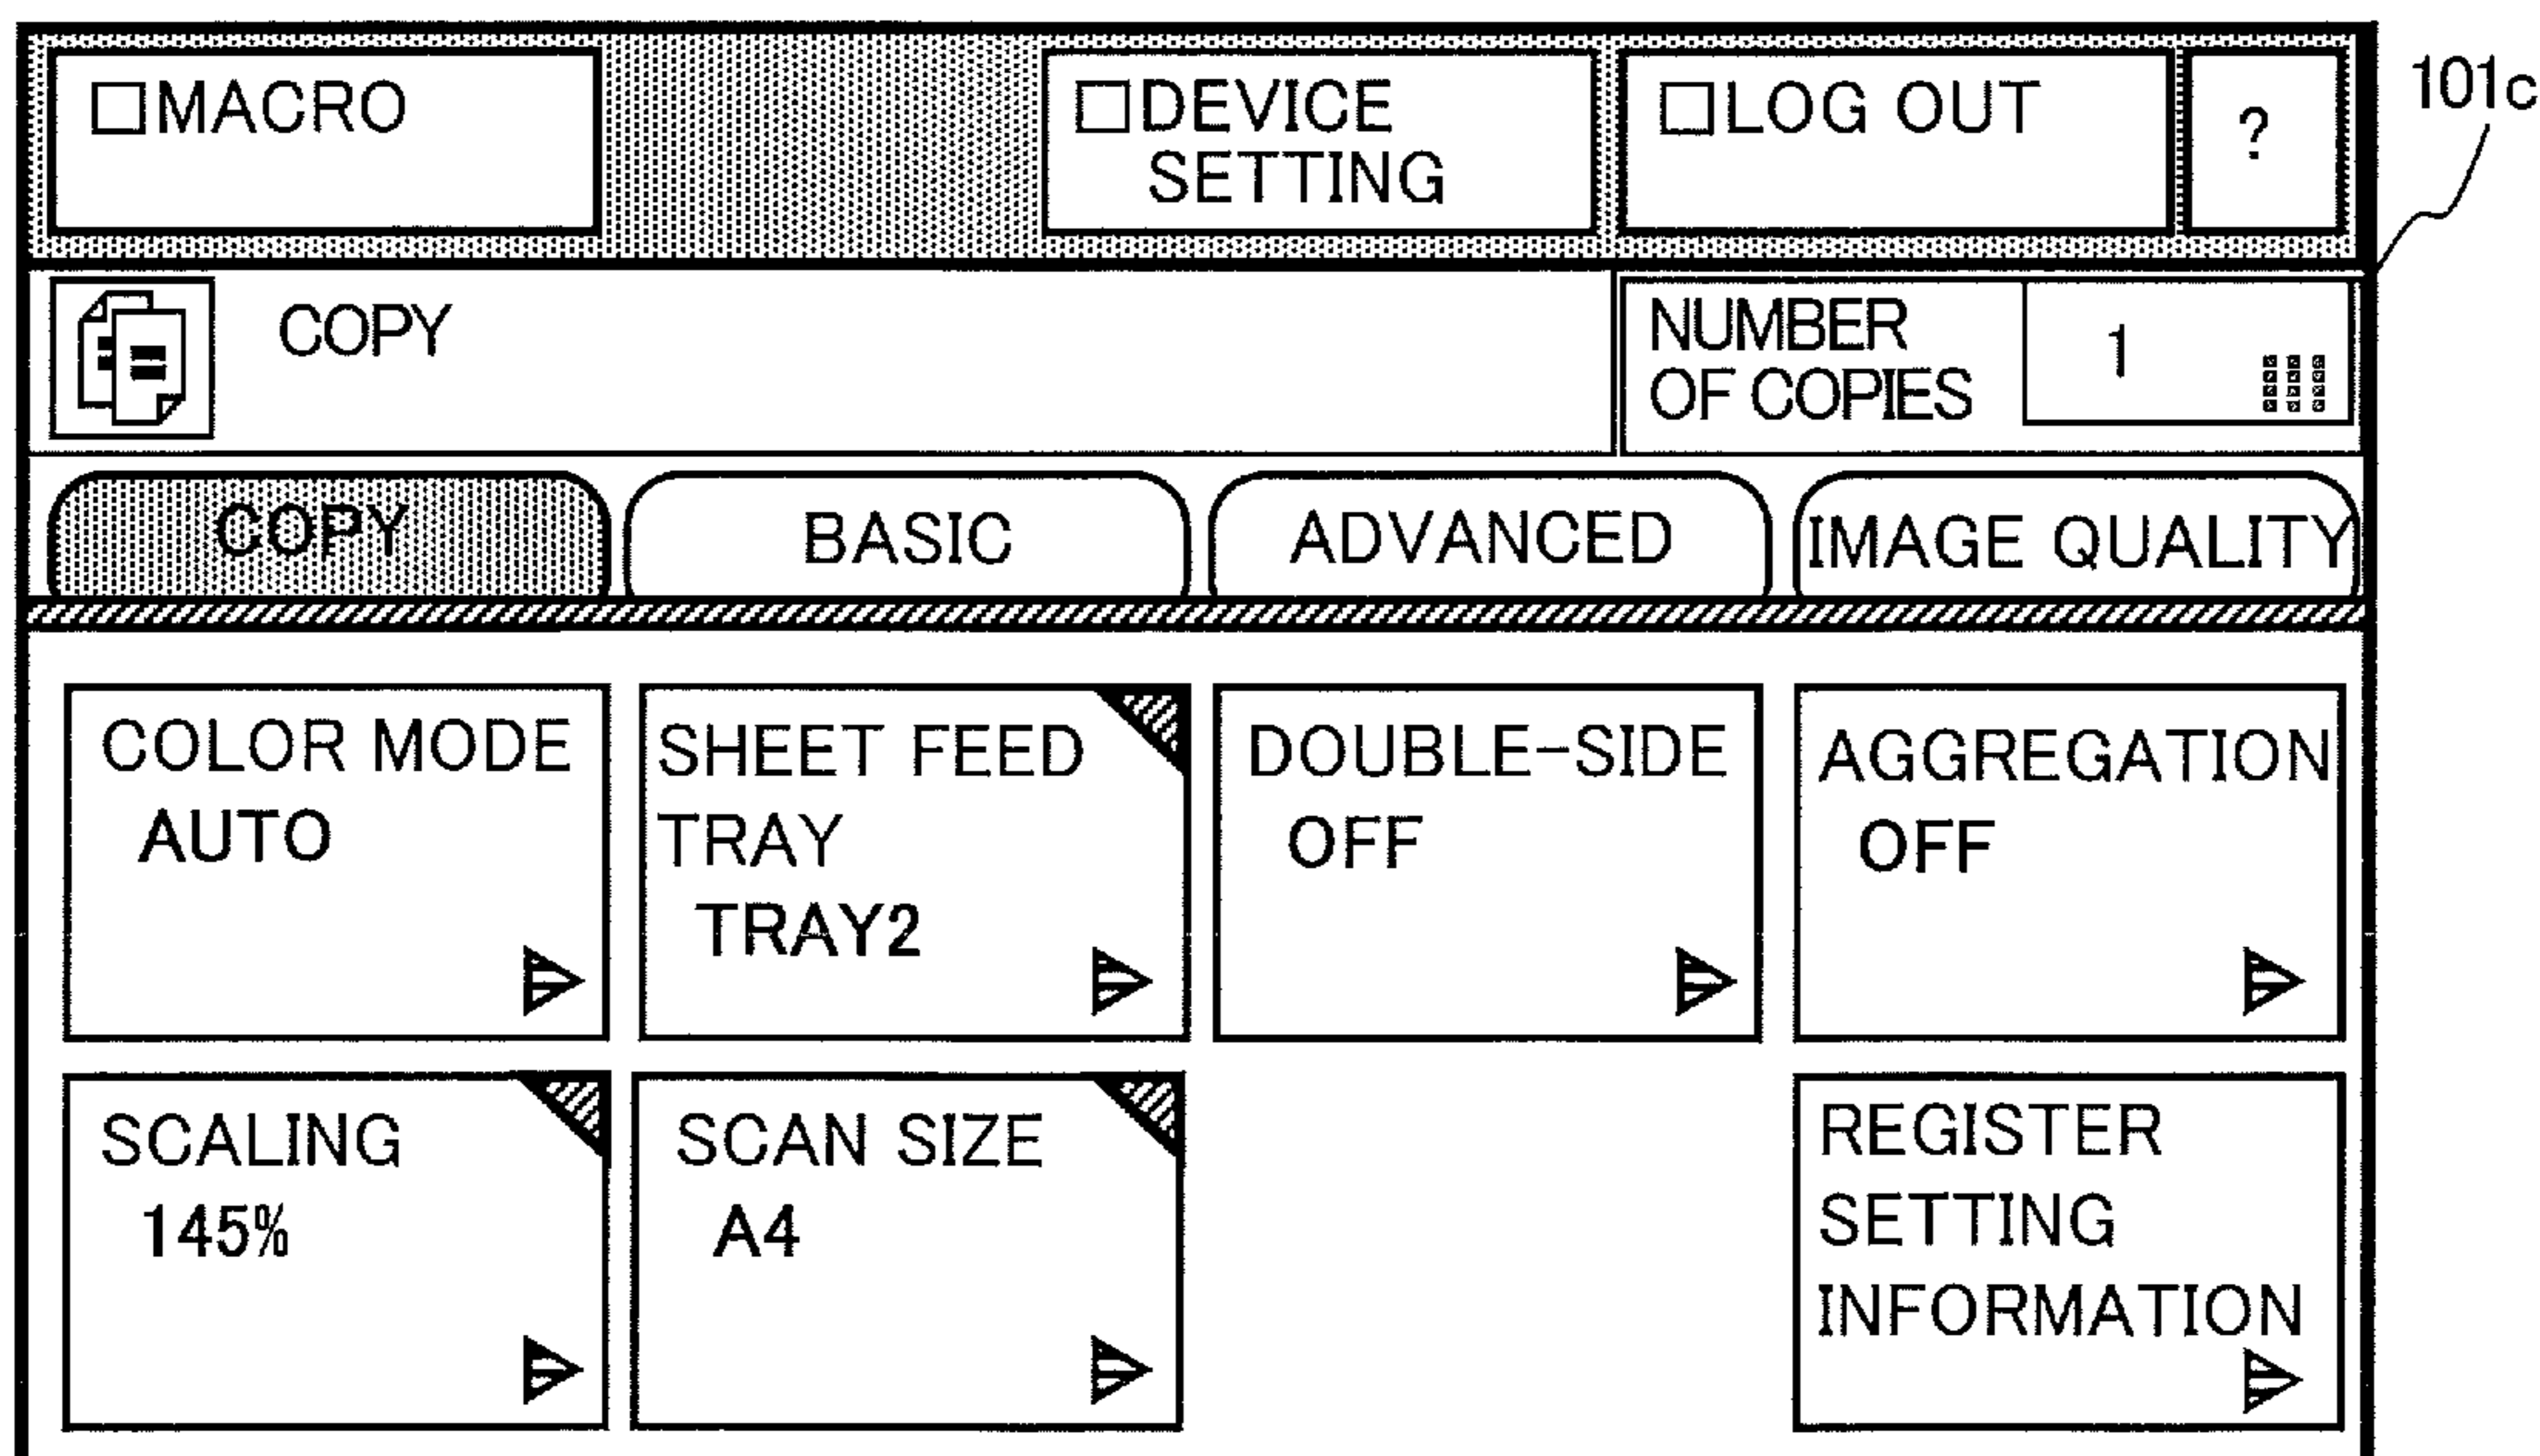 □MACRO
□DEVICE
SETTING
□LOG OUT
?
101c
COPY
NUMBER
OF COPIES
1
COPY
BASIC
ADVANCED
IMAGE QUALITY
COLOR MODE
AUTO
SHEET FEED
TRAY
TRAY2
DOUBLE-SIDE
OFF
AGGREGATION
OFF
SCALING
145%
SCAN SIZE
A4
REGISTER
SETTING
INFORMATION